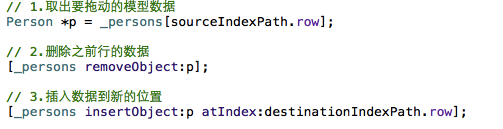 // 1.取出要拖动的模型数据
Person *p = _persons[sourceIndexPath.row];
// 2.删除之前行的数据
[_persons removeObject:p];
// 3.插入数据到新的位置
[_persons insertObject:p atIndex:destinationIndexPath.row];